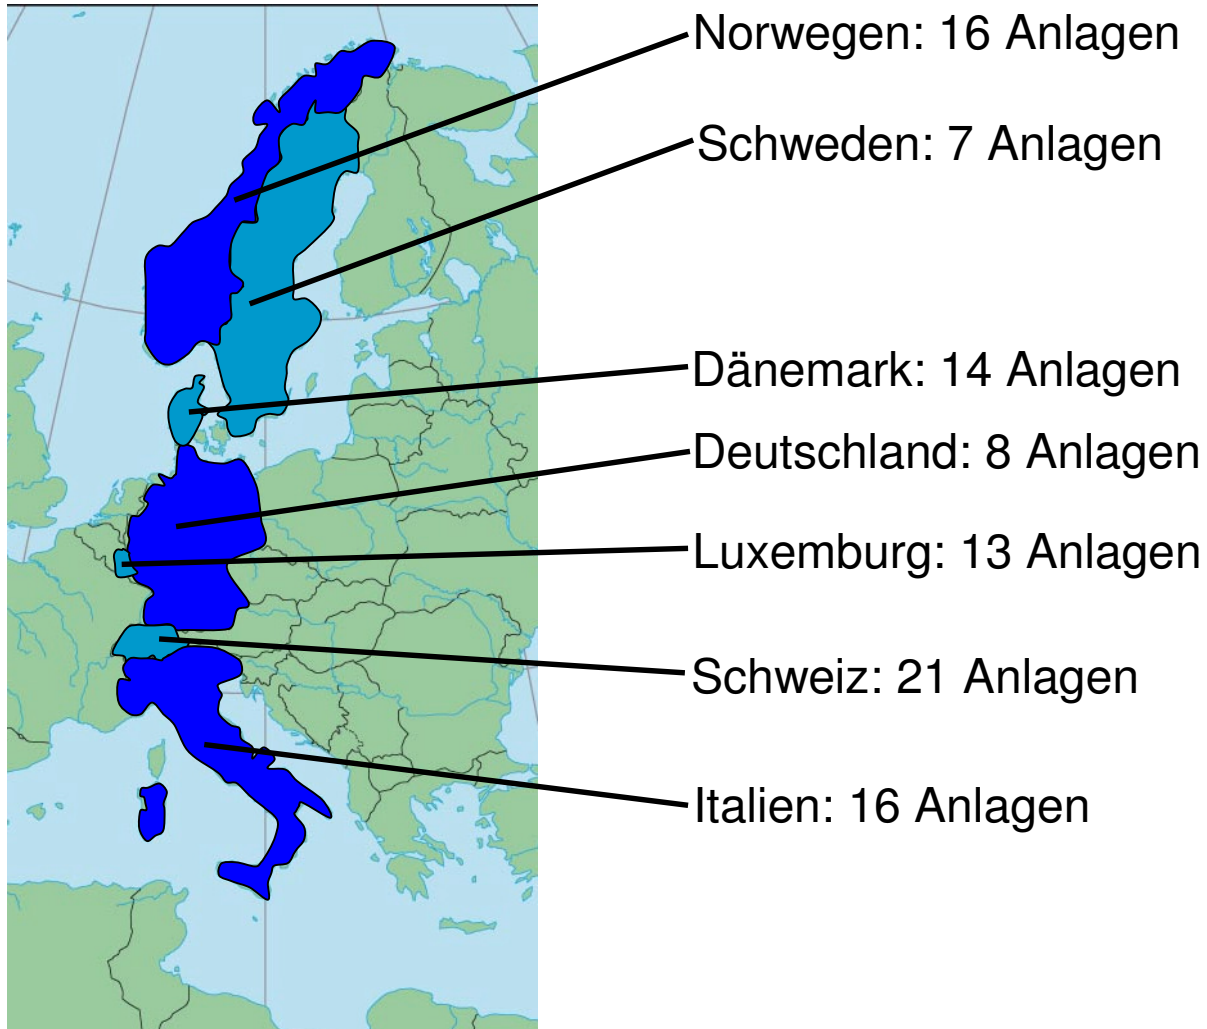 Norwegen: 16 Anlagen
Schweden: 7 Anlagen
Dänemark: 14 Anlagen
Deutschland: 8 Anlagen
Luxemburg: 13 Anlagen
Schweiz: 21 Anlagen
Italien: 16 Anlagen